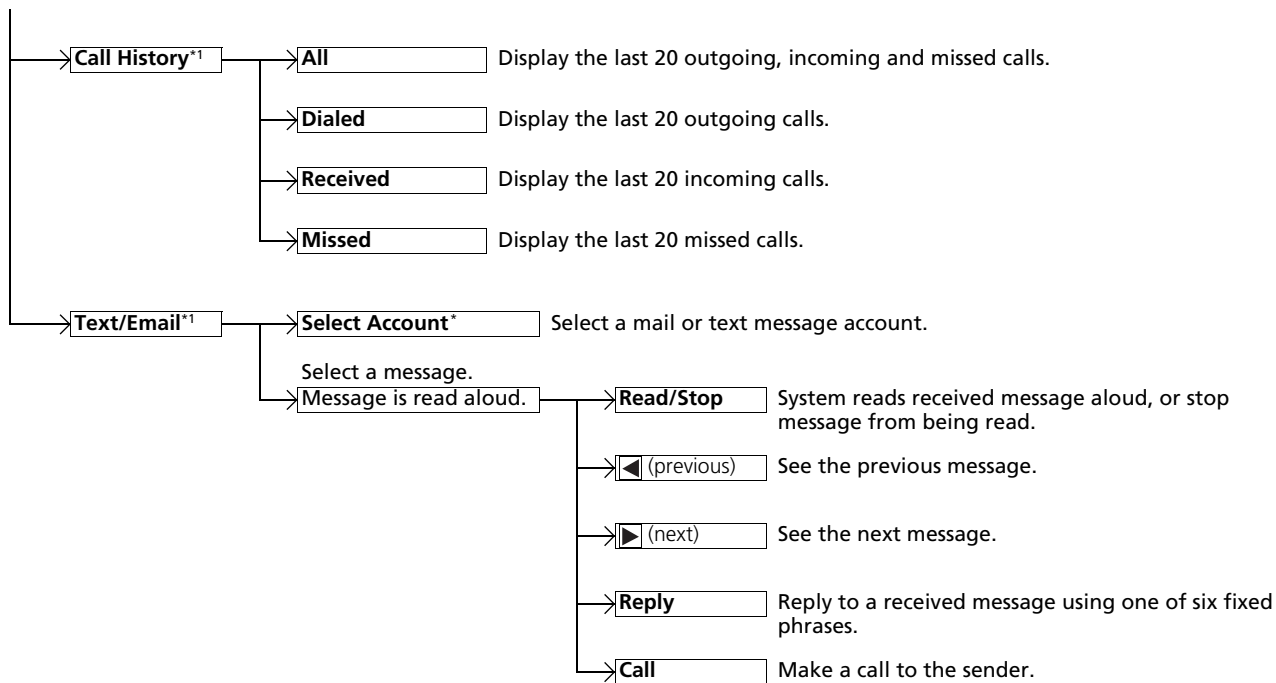 Call History*1
All
Display the last 20 outgoing, incoming and missed calls.
Dialed
Display the last 20 outgoing calls.
Received
Display the last 20 incoming calls.
Missed
Display the last 20 missed calls.
Text/Email*1
Select Account*
Select a mail or text message account.
Select a message.
Message is read aloud.
Read/Stop
System reads received message aloud, or stop
message from being read.
◀ (previous)
See the previous message.
▶ (next)
See the next message.
Reply
Reply to a received message using one of six fixed
phrases.
Call
Make a call to the sender.